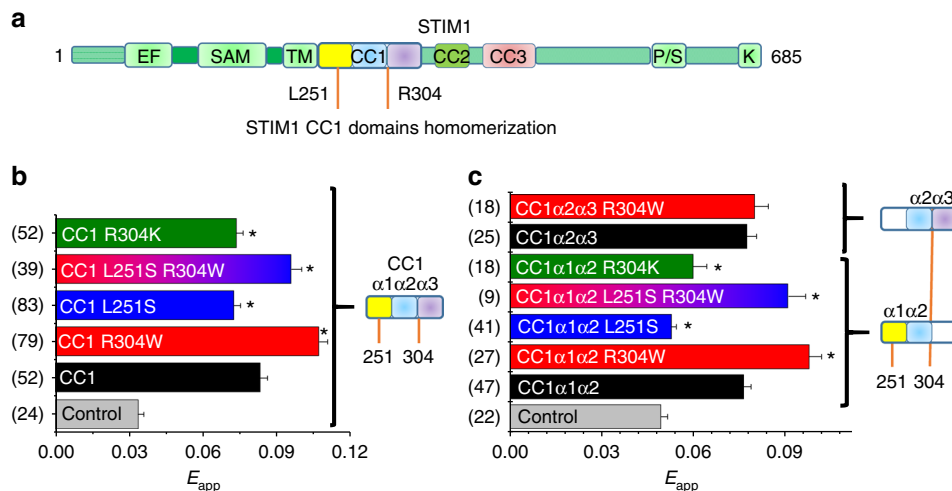 a
STIM1
1 EF SAM TM CC1 CC2 CC3 P/S K 685
L251 R304
STIM1 CC1 domains homomerization
b
(52) CC1 R304K *
(39) CC1 L251S R304W *
(83) CC1 L251S *
(79) CC1 R304W *
(52) CC1
(24) Control
0.00 0.03 0.06 0.09 0.12
Eapp
CC1
α1α2α3
251 304
c
(18) CC1α2α3 R304W
(25) CC1α2α3
(18) CC1α1α2 R304K *
(9) CC1α1α2 L251S R304W *
(41) CC1α1α2 L251S *
(27) CC1α1α2 R304W *
(47) CC1α1α2
(22) Control
0.00 0.03 0.06 0.09
Eapp
α2α3
α1α2
251 304